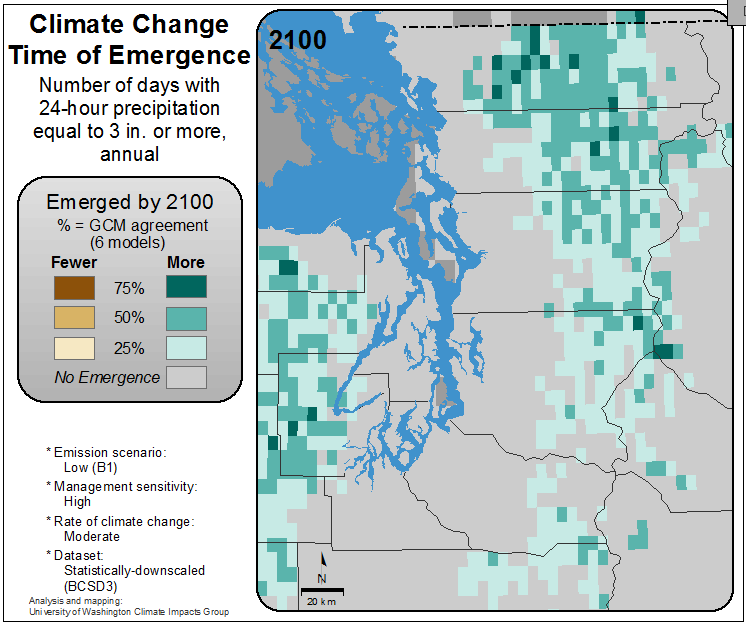 Climate Change
Time of Emergence
Number of days with
24-hour precipitation
equal to 3 in. or more,
annual
Emerged by 2100
% = GCM agreement
(6 models)
Fewer More
75%
50%
25%
No Emergence
* Emission scenario:
Low (B1)
* Management sensitivity:
High
* Rate of climate change:
Moderate
* Dataset:
Statistically-downscaled
(BCSD3)
Analysis and mapping:
University of Washington Climate Impacts Group
2100
N
20 km